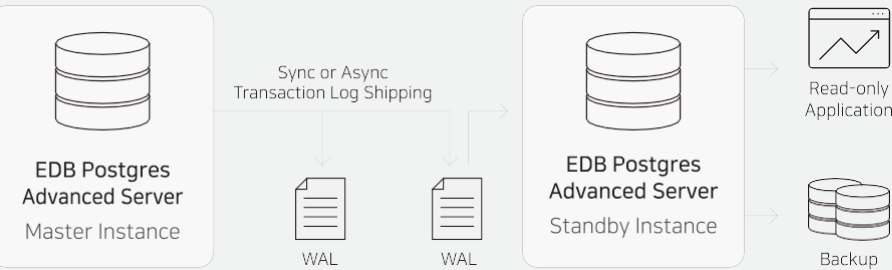 EDB Postgres
Advanced Server
Master Instance
Sync or Async
Transaction Log Shipping
WAL
WAL
EDB Postgres
Advanced Server
Standby Instance
Read-only
Application
Backup